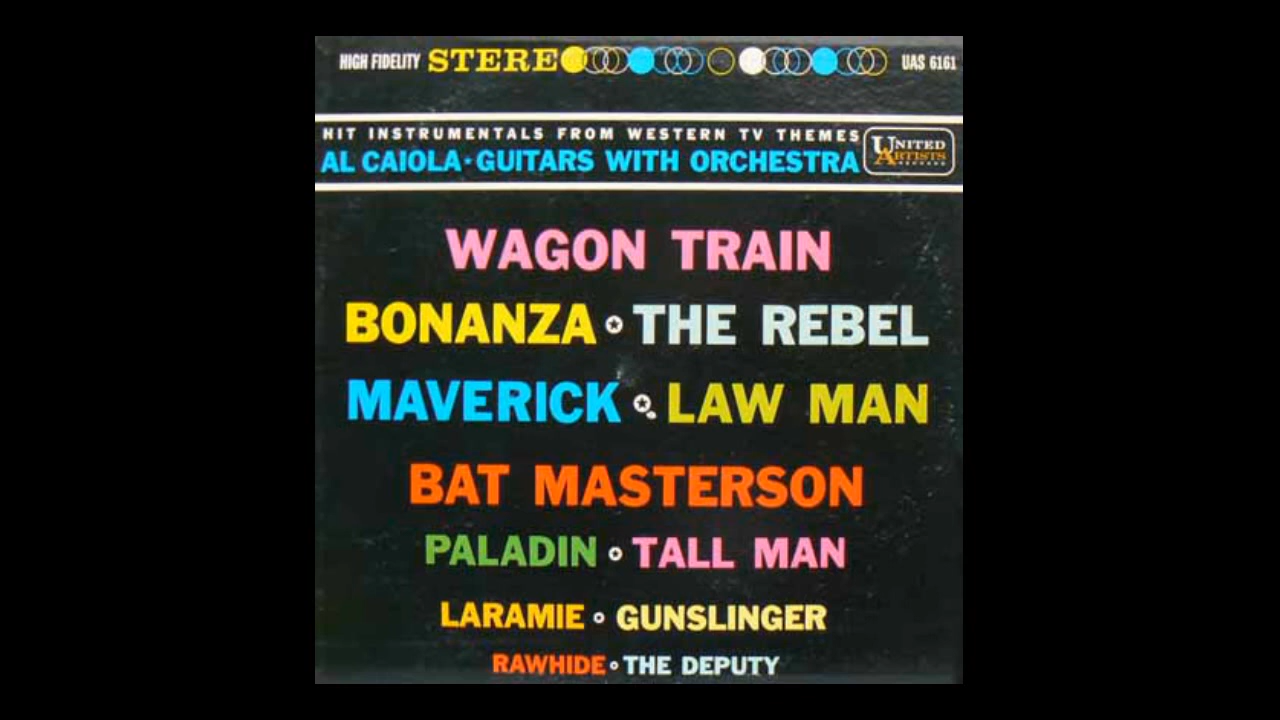 HIGH FIDELITY STEREO UAS 6161
HIT INSTRUMENTALS FROM WESTERN TV THEMES
AL CAIOLA · GUITARS WITH ORCHESTRA
UNITED
ARTISTS
RECORDS
WAGON TRAIN
BONANZA THE REBEL
MAVERICK LAW MAN
BAT MASTERSON
PALADIN TALL MAN
LARAMIE GUNSLINGER
RAWHIDE THE DEPUTY